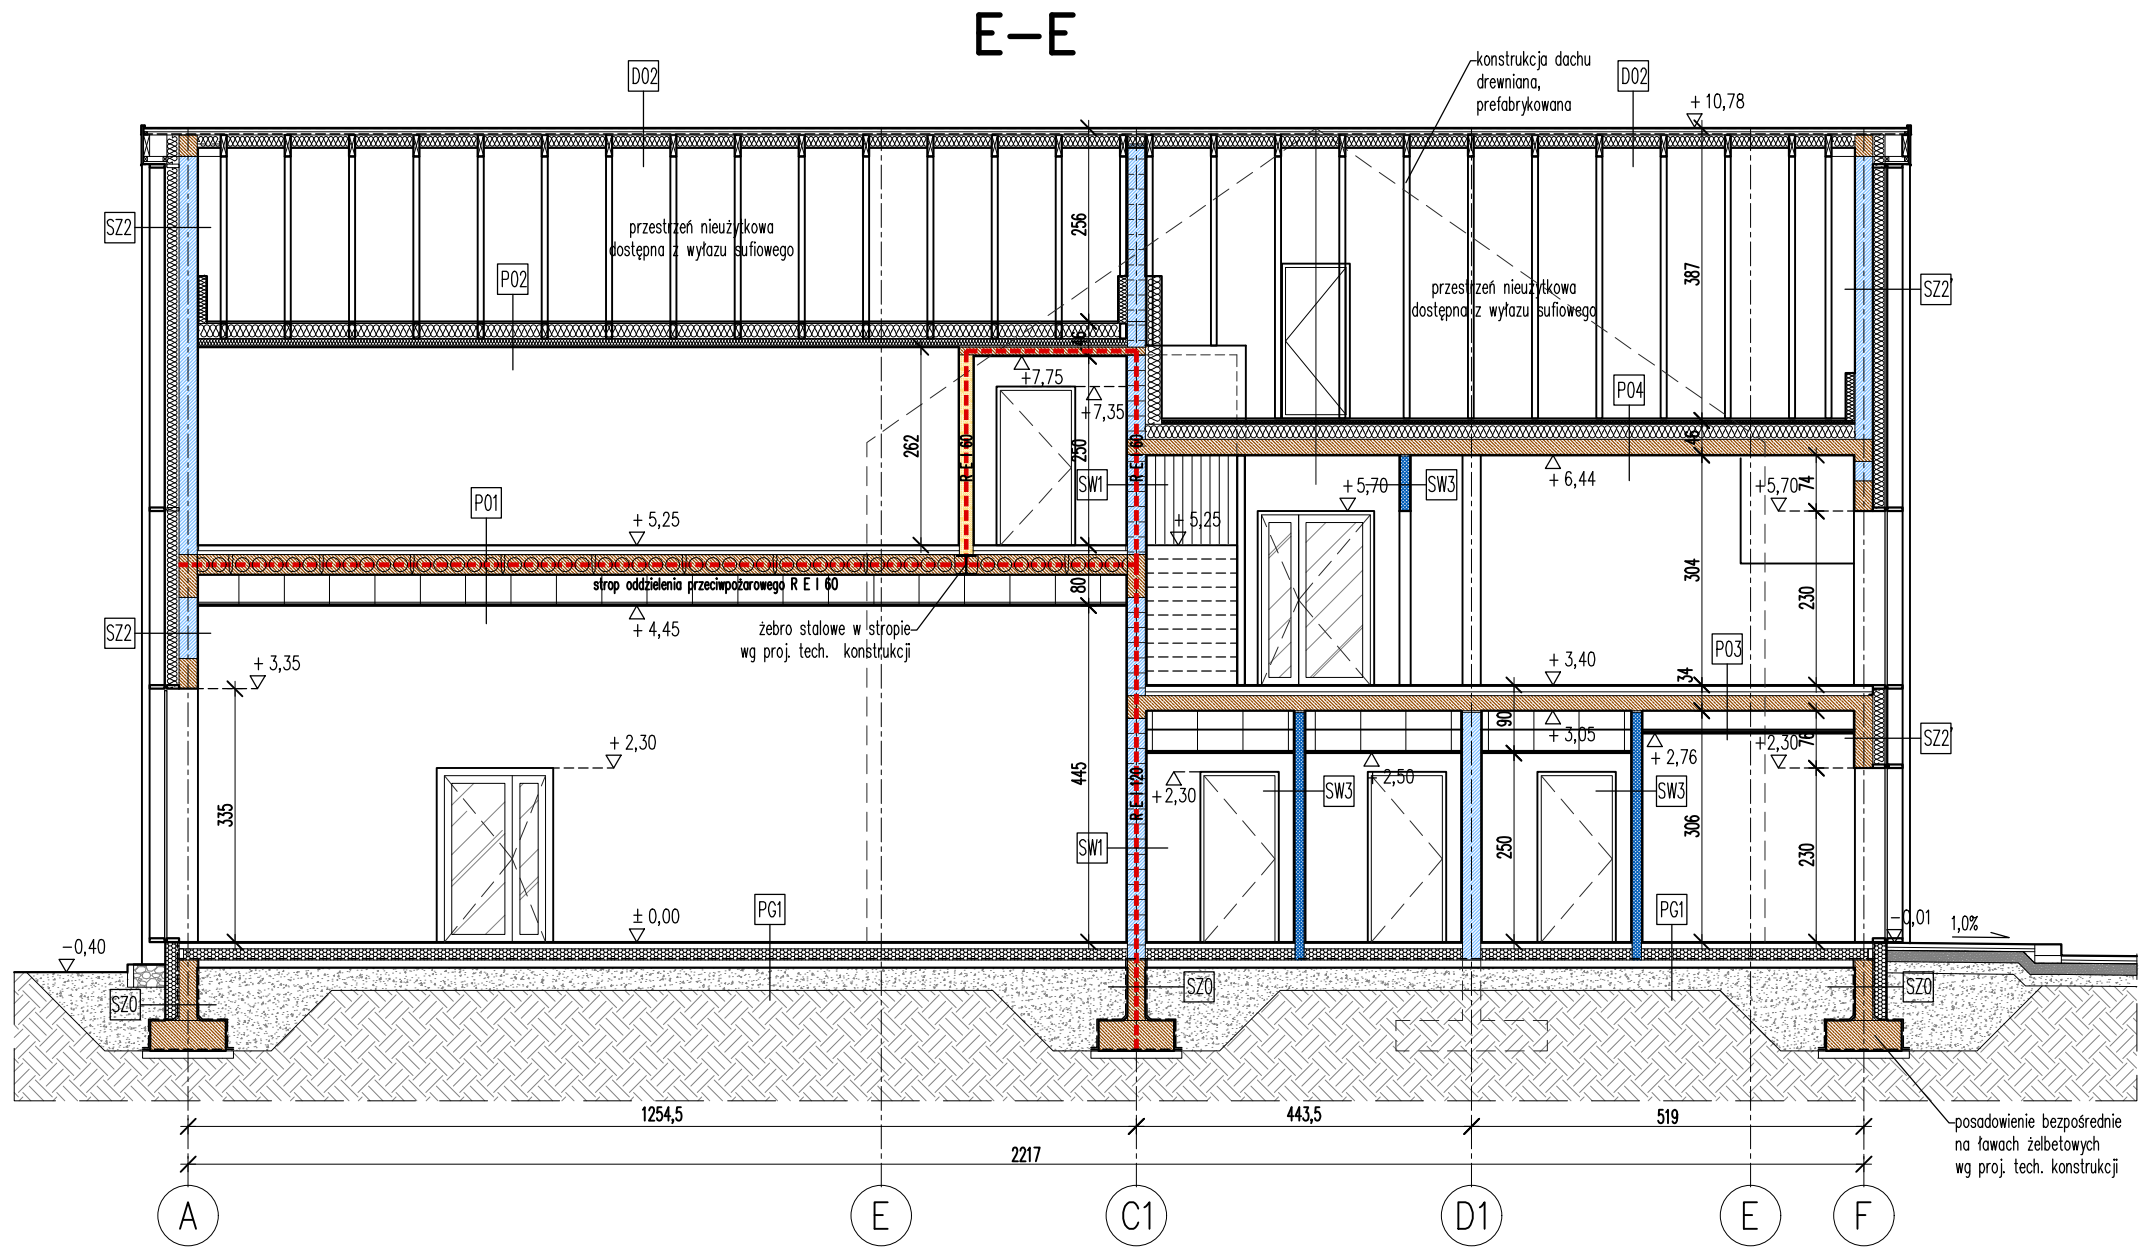 E-E
konstrukcja dachu
drewniana,
prefabrykowana
D02
D02
+ 10,78
SZ2
przestrzeń nieużytkowa
dostępna z wyłazu sufiowego
256
P02
387
przestrzeń nieużytkowa
dostępna z wyłazu sufiowego
SZ2'
46
+7,75
+7,35
P04
46
262
R E I 60
250
R E I 60
SW1
+5,70
SW3
+ 6,44
+5,70
74
P01
+ 5,25
+ 5,25
strop oddzielenia przeciwpożarowego R E I 60
80
304
230
SZ2
+ 4,45
żebro stalowe w stropie
wg proj. tech. konstrukcji
+ 3,35
+ 3,40
P03
34
90
+ 3,05
76
SZ2'
+ 2,30
+ 2,76
+2,30
445
R E I 120
+2,30
+ 2,50
SW3
SW3
335
SW1
250
306
230
± 0,00
PG1
PG1
-0,01
1,0%
-0,40
SZ0
SZ0
SZ0
1254,5
443,5
519
posadowienie bezpośrednie
na ławach żelbetowych
wg proj. tech. konstrukcji
2217
A
E
C1
D1
E
F